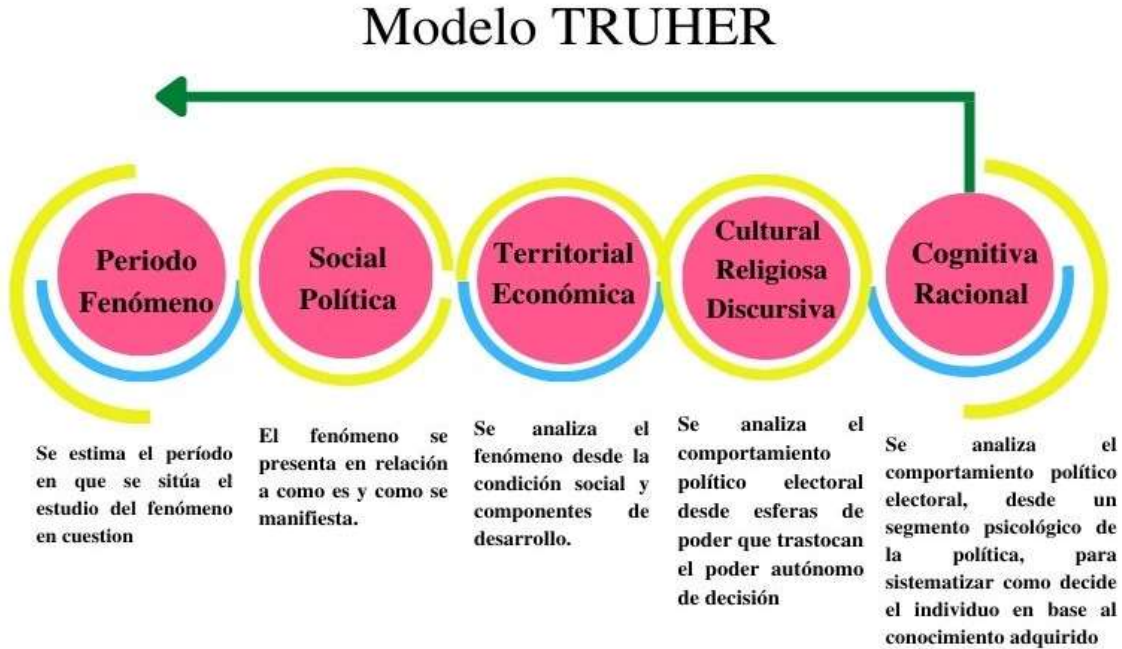 Modelo TRUHER
Periodo
Fenómeno
Social
Política
Territorial
Económica
Cultural
Religiosa
Discursiva
Cognitiva
Racional
Se estima el período
en que se sitúa el
estudio del fenómeno
en cuestion
El fenómeno se
presenta en relación
a como es y como se
manifiesta.
Se analiza el
fenómeno desde la
condición social y
componentes de
desarrollo.
Se analiza el
comportamiento
político electoral
desde esferas de
poder que trastocan
el poder autónomo
de decisión
Se analiza el
comportamiento político
electoral, desde un
segmento psicológico de
la política, para
sistematizar como decide
el individuo en base al
conocimiento adquirido